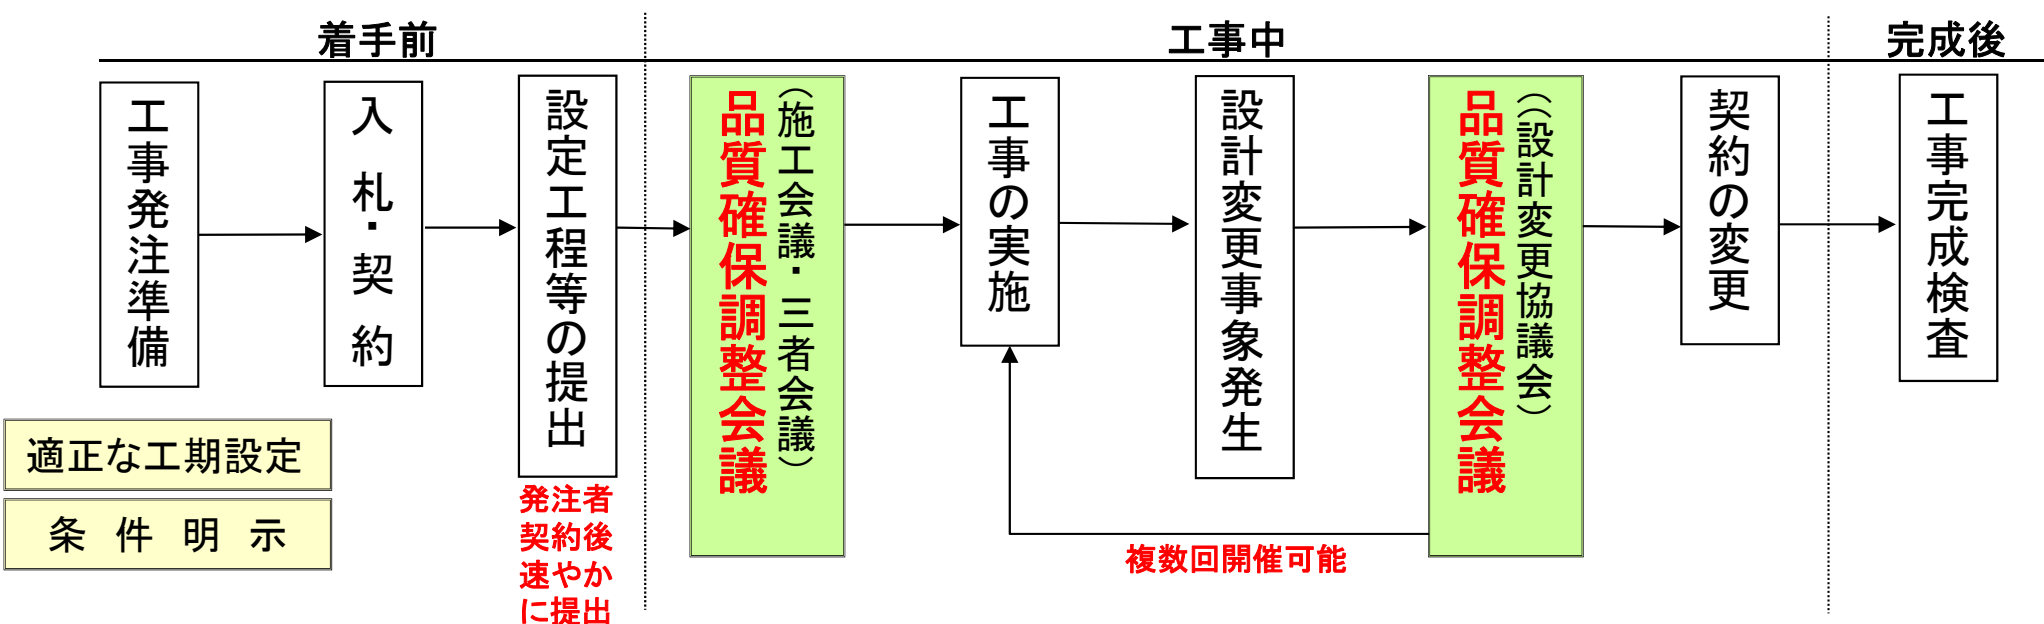 着手前
工事中
完成後
工事発注準備
入札・契約
設定工程等の提出
発注者
契約後
速やか
に提出
品質確保調整会議
（施工会議・三者会議）
工事の実施
設計変更事象発生
品質確保調整会議
（（設計変更協議会）
契約の変更
工事完成検査
適正な工期設定
条件明示
複数回開催可能